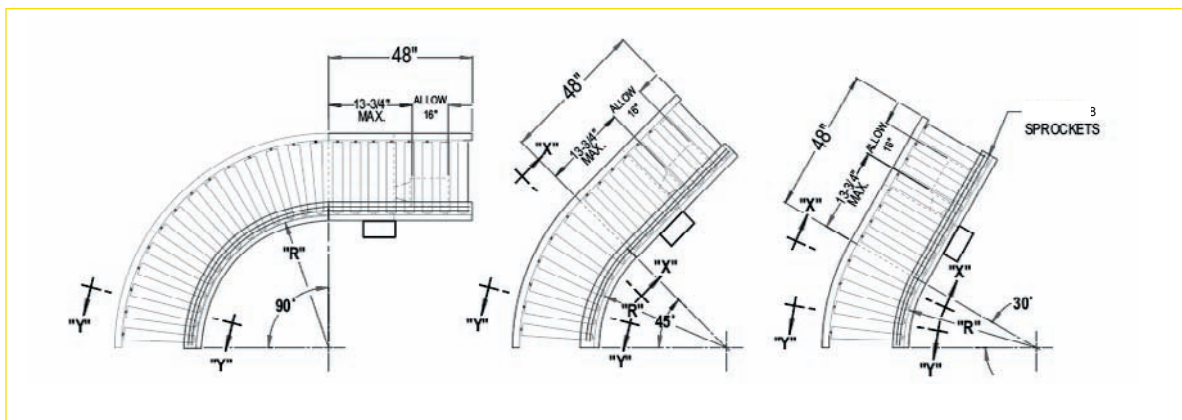 48"
13-3/4"
MAX.
ALLOW
16"
"R"
90°
"Y"
"Y"
48"
ALLOW
16"
13-3/4"
MAX.
"X"
"X"
"R"
45°
"Y"
"Y"
48"
ALLOW
16"
13-3/4"
MAX.
"X"
"X"
30°
"R"
"Y"
"Y"
SPROCKETS